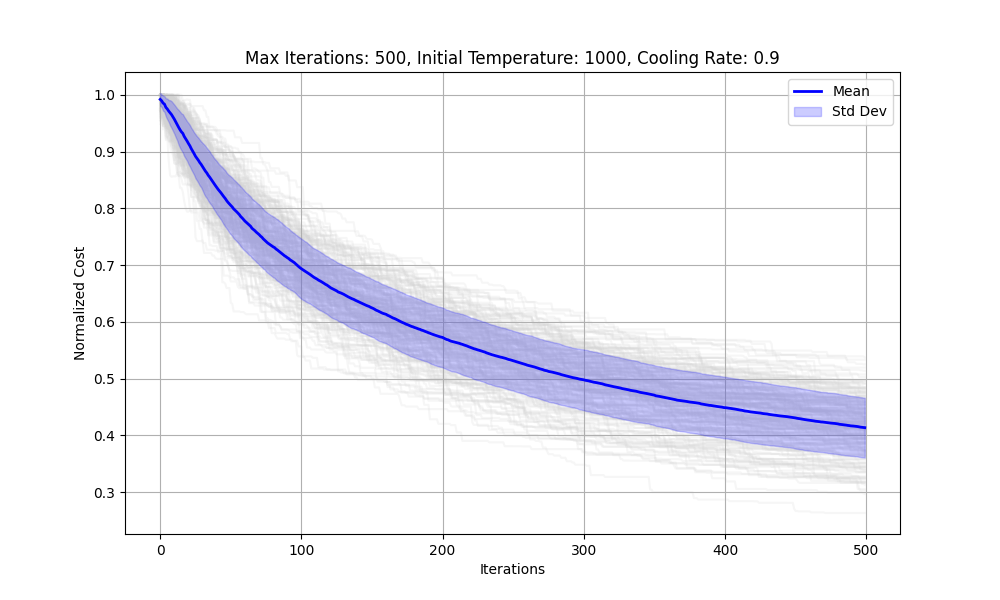 Max Iterations: 500, Initial Temperature: 1000, Cooling Rate: 0.9
Mean
Std Dev
Normalized Cost
1.0
0.9
0.8
0.7
0.6
0.5
0.4
0.3
0 100 200 300 400 500
Iterations